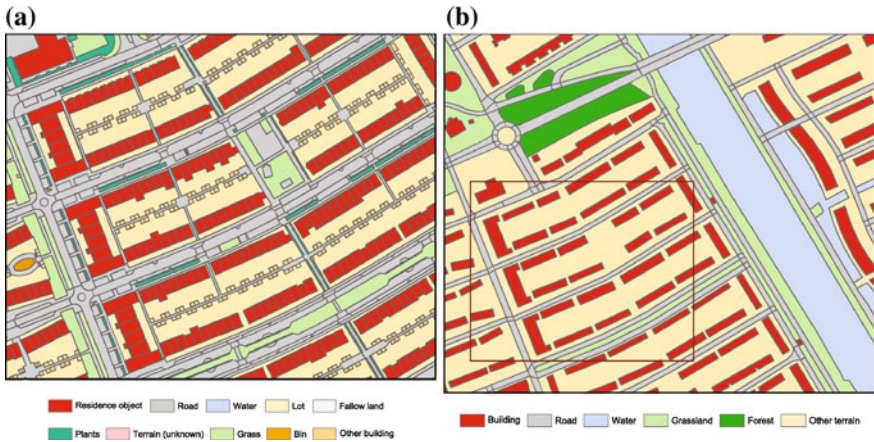 (a)
(b)
Residence object Road Water Lot Fallow land
Plants Terrain (unknown) Grass Bin Other building
Building Road Water Grassland Forest Other terrain